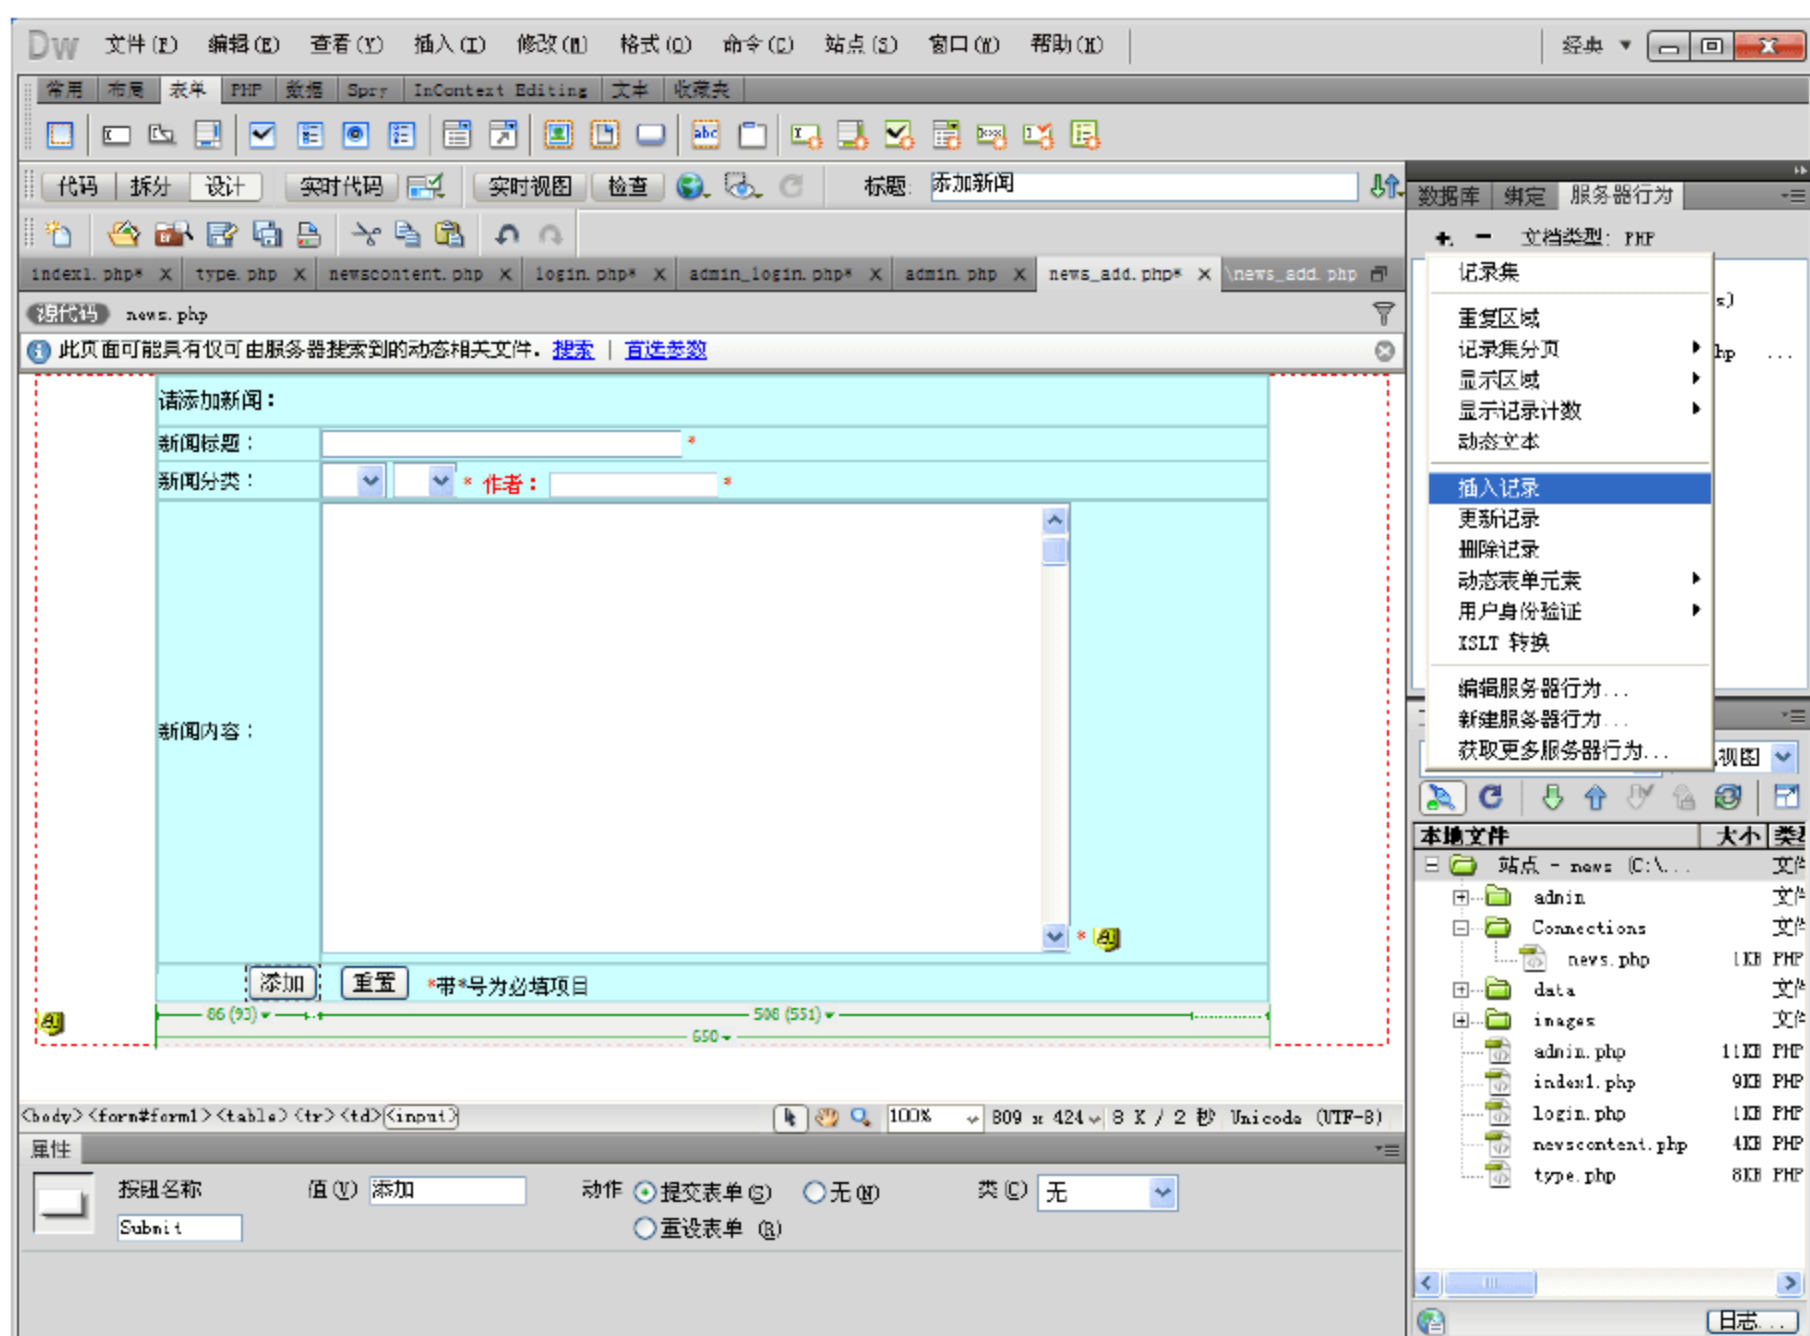 Dw 文件(F) 编辑(E) 查看(V) 插入(I) 修改(M) 格式(O) 命令(C) 站点(S) 窗口(W) 帮助(H) 经典
常用 布局 表单 PHP 数据 Spry InContext Editing 文本 收藏夹
abc
代码 拆分 设计 实时代码 实时视图 检查 标题: 添加新闻
index1.php* X type.php X newscontent.php X login.php* X admin_login.php* X admin.php X news_add.php* X \news_add.php
源代码 news.php
此页面可能具有仅可由服务器搜索到的动态相关文件. 搜索 | 首选参数
请添加新闻：
新闻标题： *
新闻分类： * 作者： *
新闻内容： *
添加 重置 *带*号为必填项目
86 (93) 508 (551)
650
<body><form#form1><table><tr><td><input> 100% 809 x 424 8 K / 2 秒 Unicode (UTF-8)
属性
按钮名称 值(V) 添加 动作 提交表单(S) 无(N) 类(C) 无
Submit 重设表单 (R)
数据库 绑定 服务器行为
+ - 文档类型: PHP
记录集
s)
重复区域
记录集分页
hp ...
显示区域
显示记录计数
动态文本
插入记录
更新记录
删除记录
动态表单元素
用户身份验证
XSLT 转换
编辑服务器行为...
新建服务器行为...
获取更多服务器行为...
视图
本地文件 大小
站点 - news (C:\... 文件
admin 文件
Connections 文件
news.php 1KB PHP
data 文件
images 文件
admin.php 11KB PHP
index1.php 9KB PHP
login.php 1KB PHP
newscontent.php 4KB PHP
type.php 8KB PHP
日志...